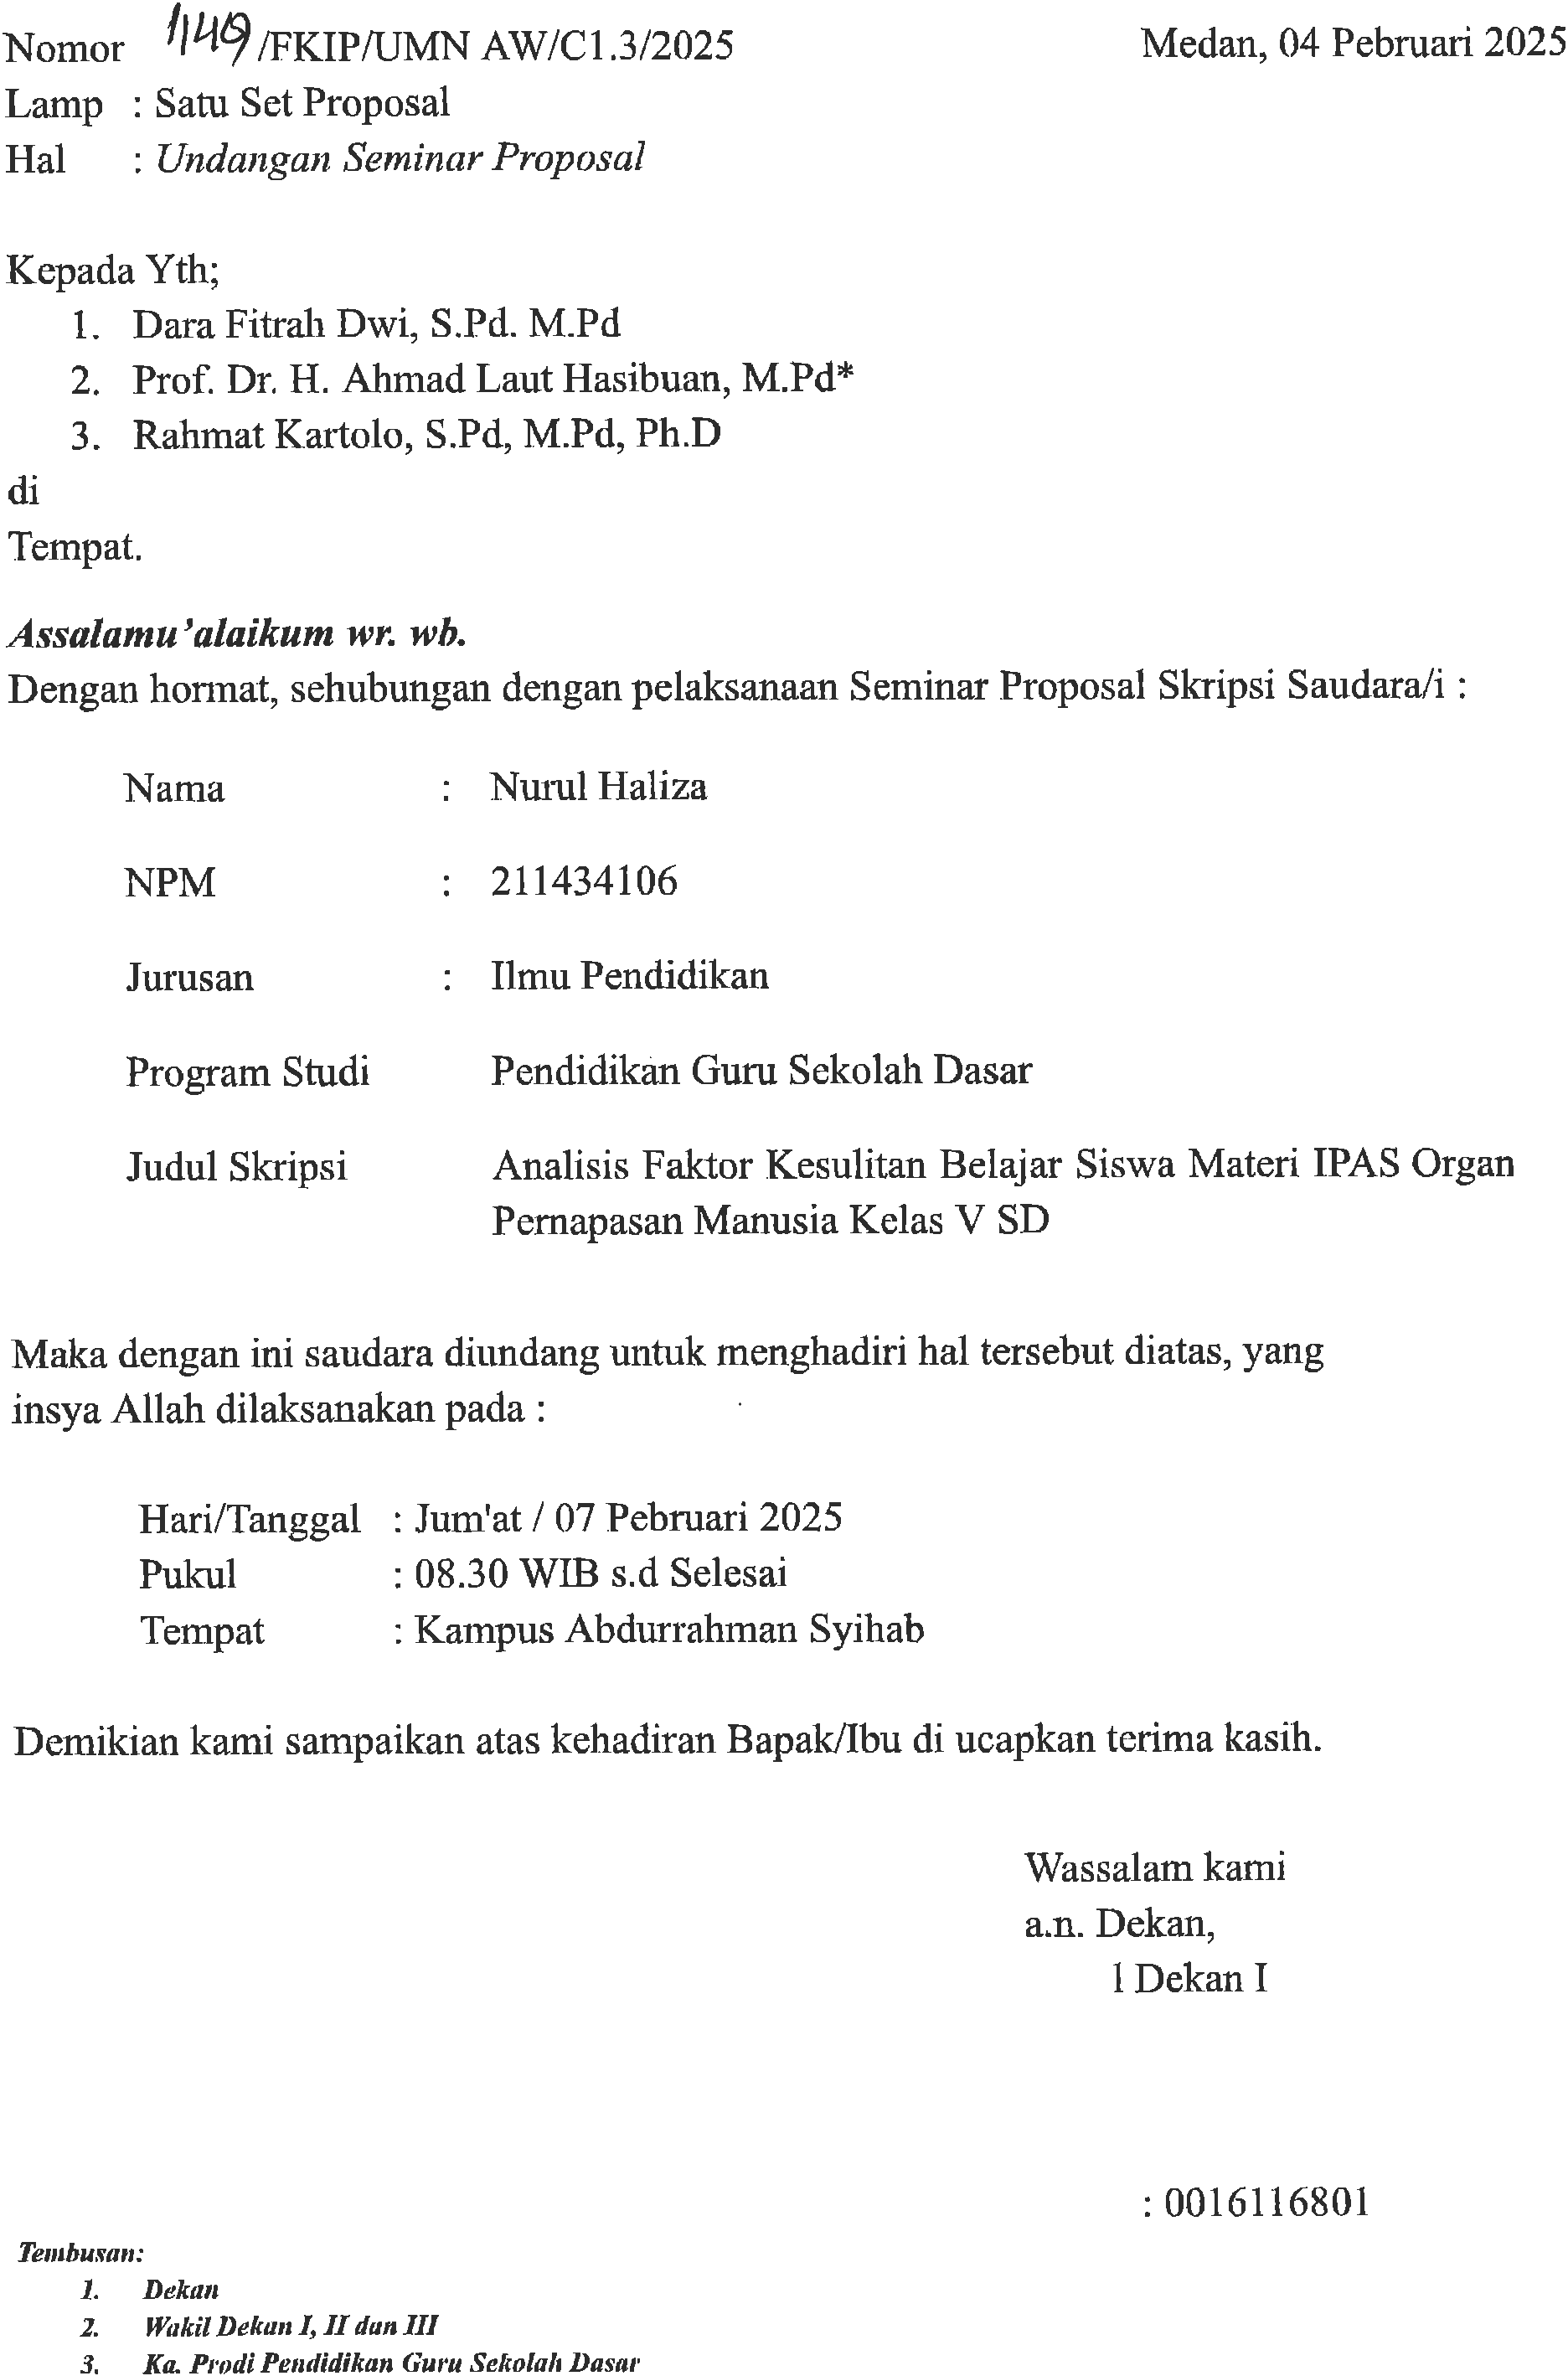 Nomor 1149/FKIP/UMN AW/C1.3/2025 Medan, 04 Pebruari 2025
Lamp : Satu Set Proposal
Hal : Undangan Seminar Proposal
Kepada Yth;
1. Dara Fitrah Dwi, S.Pd. M.Pd
2. Prof. Dr. H. Ahmad Laut Hasibuan, M.Pd*
3. Rahmat Kartolo, S.Pd, M.Pd, Ph.D
di
Tempat.
Assalamu'alaikum wr. wb.
Dengan hormat, sehubungan dengan pelaksanaan Seminar Proposal Skripsi Saudara/i :
Nama : Nurul Haliza
NPM : 211434106
Jurusan : Ilmu Pendidikan
Program Studi Pendidikan Guru Sekolah Dasar
Judul Skripsi Analisis Faktor Kesulitan Belajar Siswa Materi IPAS Organ
Pernapasan Manusia Kelas V SD
Maka dengan ini saudara diundang untuk menghadiri hal tersebut diatas, yang
insya Allah dilaksanakan pada :
Hari/Tanggal : Jum'at / 07 Pebruari 2025
Pukul : 08.30 WIB s.d Selesai
Tempat : Kampus Abdurrahman Syihab
Demikian kami sampaikan atas kehadiran Bapak/Ibu di ucapkan terima kasih.
Wassalam kami
a.n. Dekan,
l Dekan I
: 0016116801
Tembusan:
1. Dekan
2. Wakil Dekan I, II dan III
3. Ka. Prodi Pendidikan Guru Sekolah Dasar